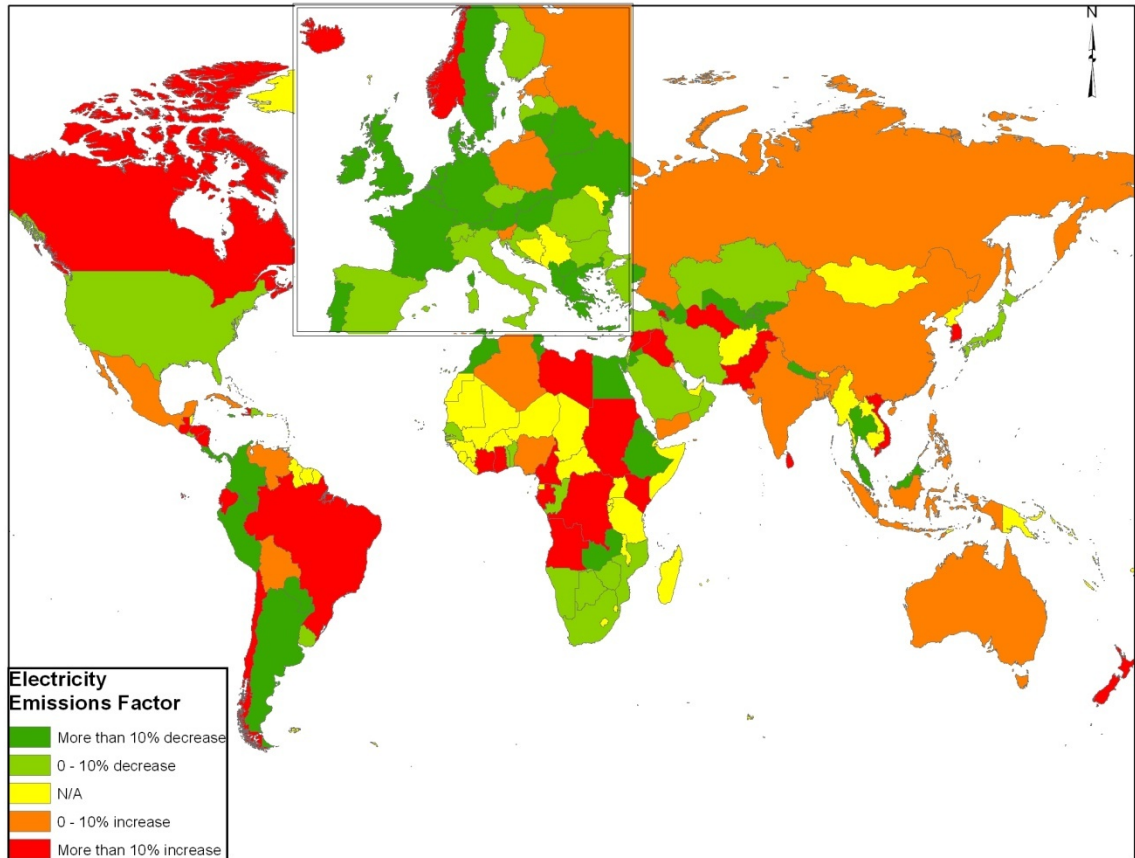 N
Electricity
Emissions Factor
More than 10% decrease
0 - 10% decrease
N/A
0 - 10% increase
More than 10% increase